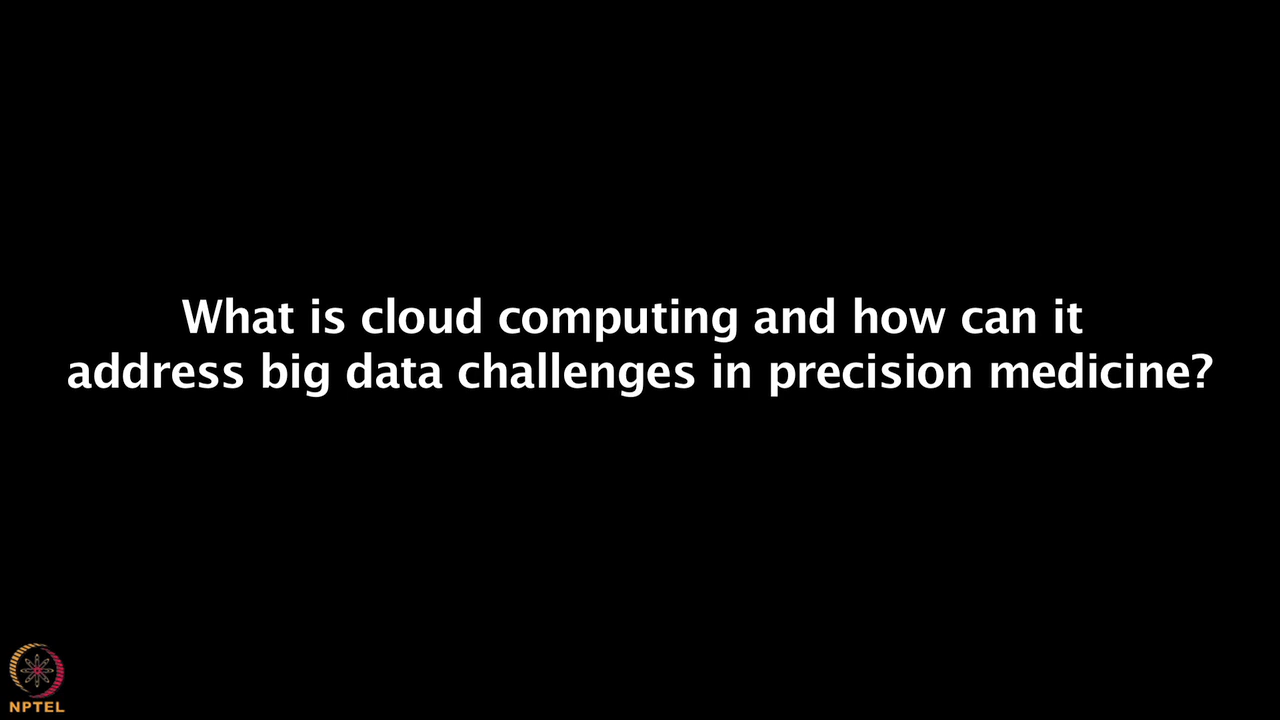 What is cloud computing and how can it
address big data challenges in precision medicine?
NPTEL